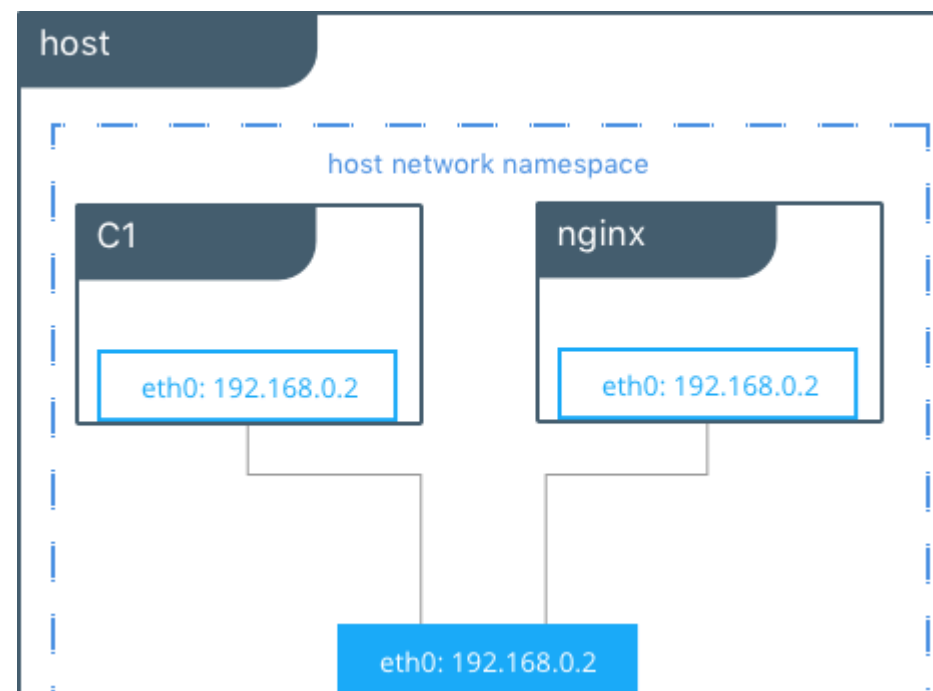 host
host network namespace
C1
nginx
eth0: 192.168.0.2
eth0: 192.168.0.2
eth0: 192.168.0.2